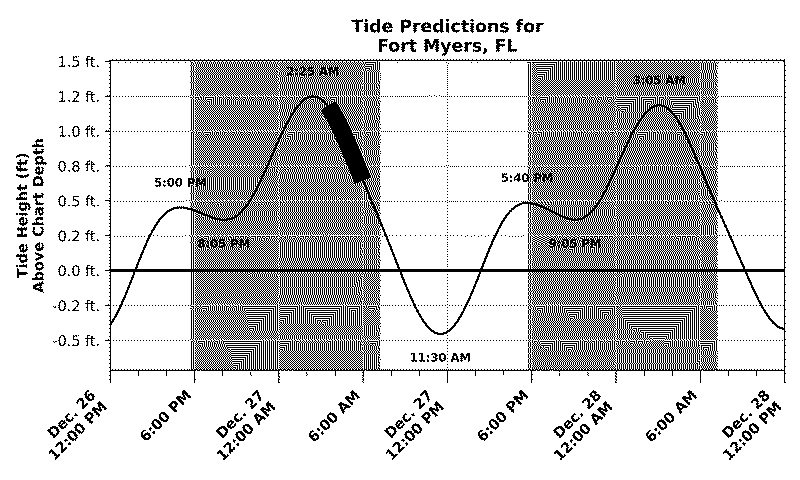 Tide Predictions for
Fort Myers, FL
Tide Height (ft)
Above Chart Depth
1.5 ft.
1.2 ft.
1.0 ft.
0.8 ft.
0.5 ft.
0.2 ft.
0.0 ft.
-0.2 ft.
-0.5 ft.
5:00 PM
8:05 PM
2:25 AM
11:30 AM
5:40 PM
9:05 PM
3:05 AM
Dec. 26
12:00 PM
6:00 PM
Dec. 27
12:00 AM
6:00 AM
Dec. 27
12:00 PM
6:00 PM
Dec. 28
12:00 AM
6:00 AM
Dec. 28
12:00 PM